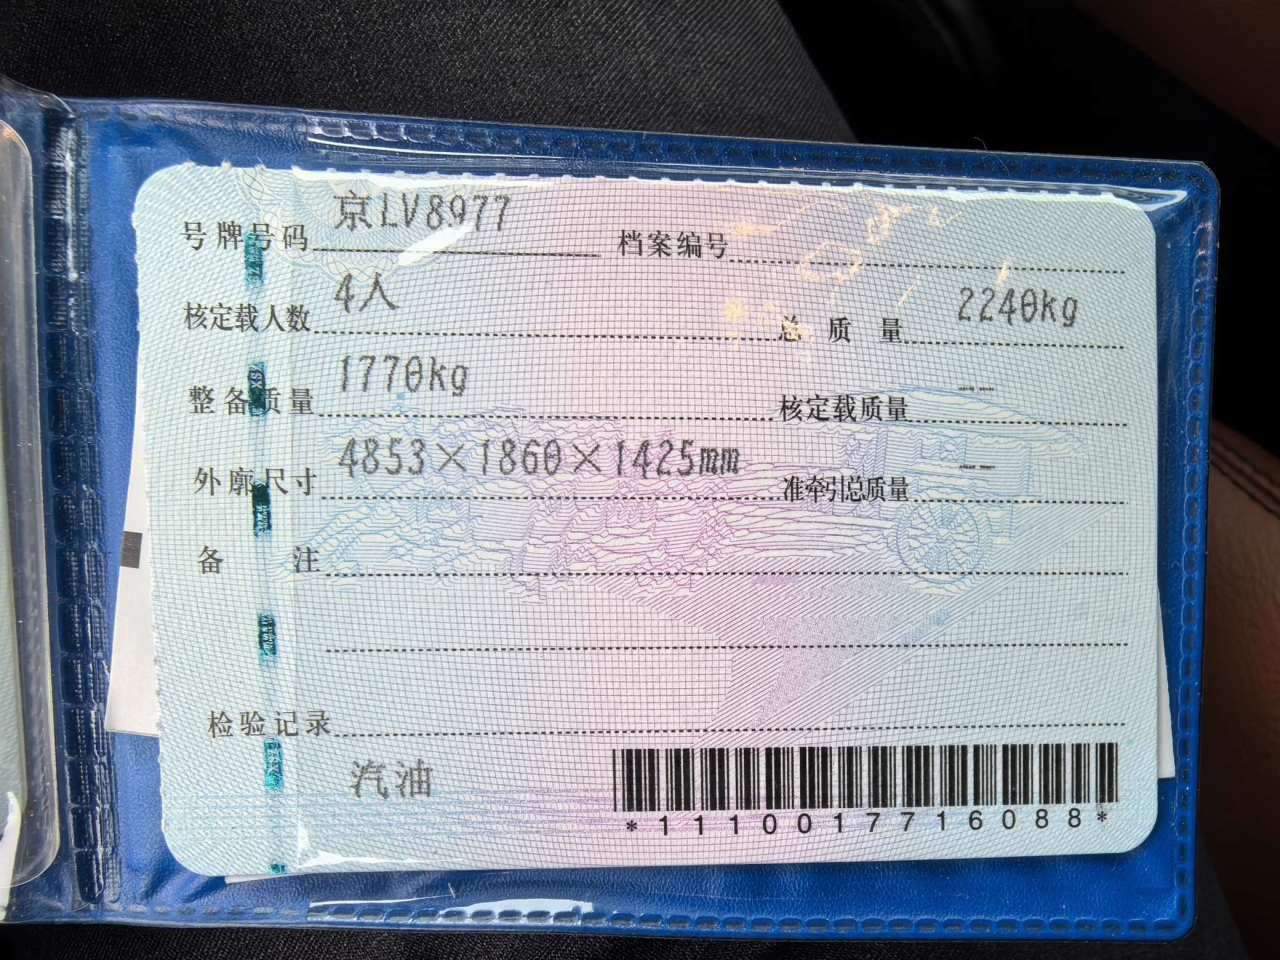 号牌号码 京LV8977 档案编号
核定载人数 4人 总质量 2240kg
整备质量 1770kg 核定载质量 -- --
外廓尺寸 4853×1860×1425mm 准牵引总质量 -- --
备注
检验记录
汽油
*1110017716088*